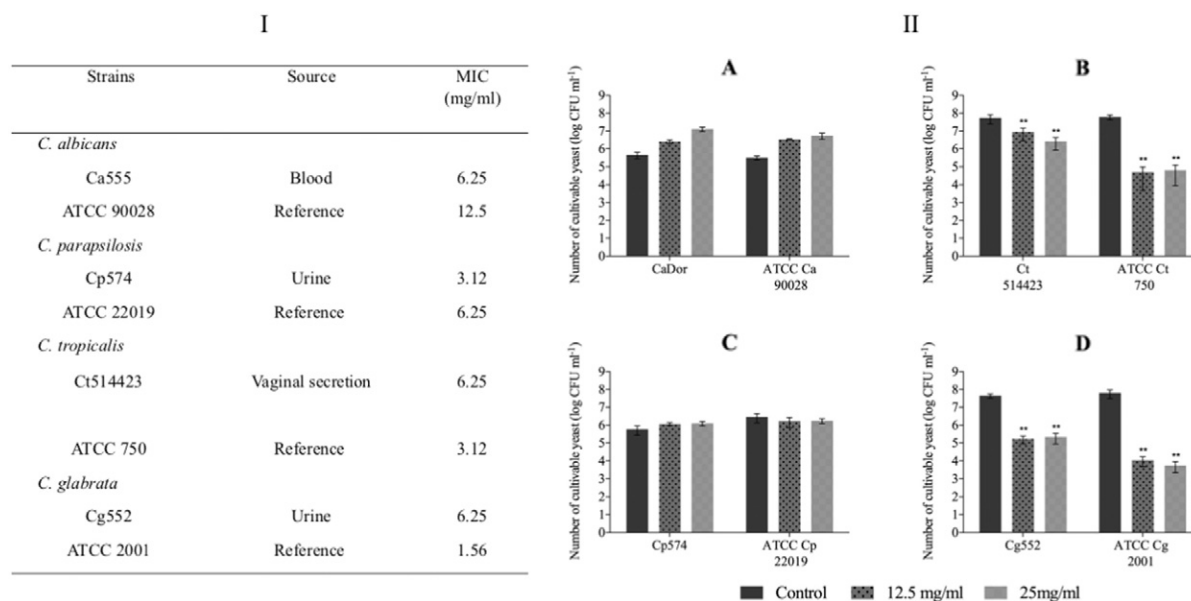 I
Strains Source MIC
(mg/ml)
C. albicans
Ca555 Blood 6.25
ATCC 90028 Reference 12.5
C. parapsilosis
Cp574 Urine 3.12
ATCC 22019 Reference 6.25
C. tropicalis
Ct514423 Vaginal secretion 6.25
ATCC 750 Reference 3.12
C. glabrata
Cg552 Urine 6.25
ATCC 2001 Reference 1.56
II
A
Number of cultivable yeast (log CFU ml-1)
9
8
7
6
5
4
3
2
1
0
CaDor ATCC Ca
90028
B
Number of cultivable yeast (log CFU ml-1)
9
8
7
6
5
4
3
2
1
0
** ** ** **
Ct ATCC Ct
514423 750
C
Number of cultivable yeast (log CFU ml-1)
9
8
7
6
5
4
3
2
1
0
Cp574 ATCC Cp
22019
D
Number of cultivable yeast (log CFU ml-1)
9
8
7
6
5
4
3
2
1
0
** ** ** **
Cg552 ATCC Cg
2001
Control 12.5 mg/ml 25mg/ml